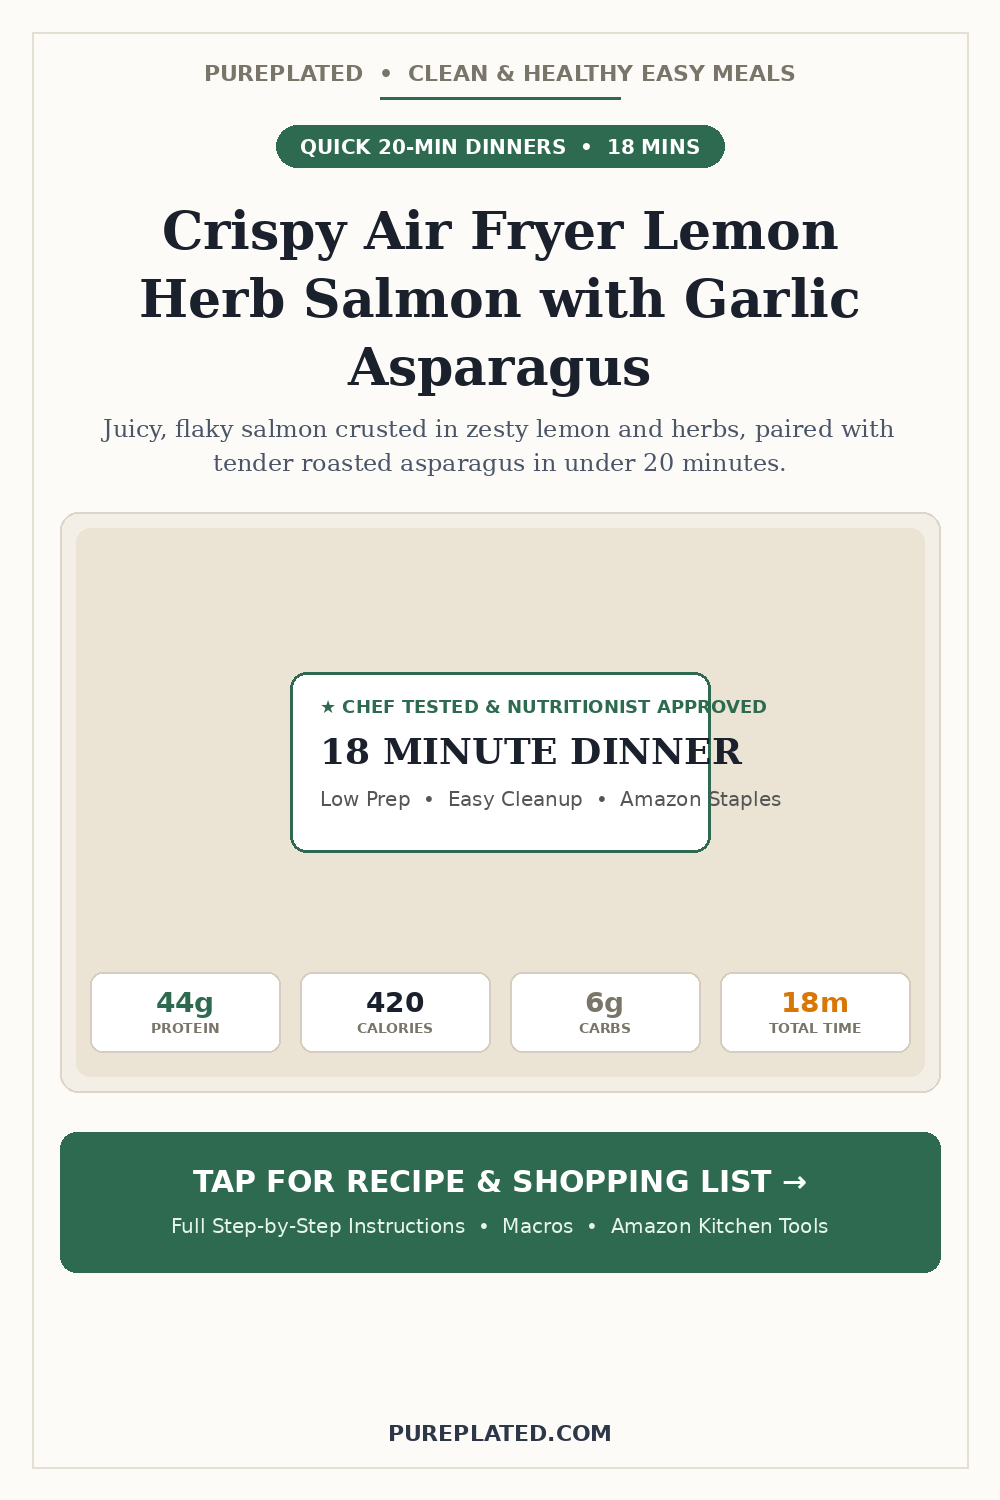 PUREPLATED • CLEAN & HEALTHY EASY MEALS
QUICK 20-MIN DINNERS • 18 MINS
Crispy Air Fryer Lemon
Herb Salmon with Garlic
Asparagus
Juicy, flaky salmon crusted in zesty lemon and herbs, paired with
tender roasted asparagus in under 20 minutes.
★ CHEF TESTED & NUTRITIONIST APPROVED
18 MINUTE DINNER
Low Prep • Easy Cleanup • Amazon Staples
44g
PROTEIN
420
CALORIES
6g
CARBS
18m
TOTAL TIME
TAP FOR RECIPE & SHOPPING LIST →
Full Step-by-Step Instructions • Macros • Amazon Kitchen Tools
PUREPLATED.COM